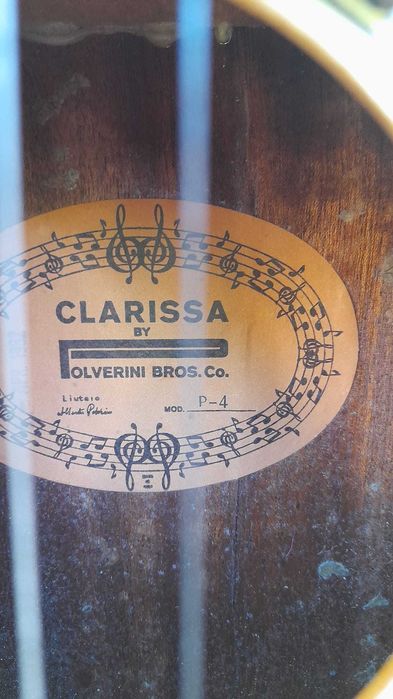 CLARISSA
BY
POLVERINI BROS. Co.
Liutaio
MOD. P-4